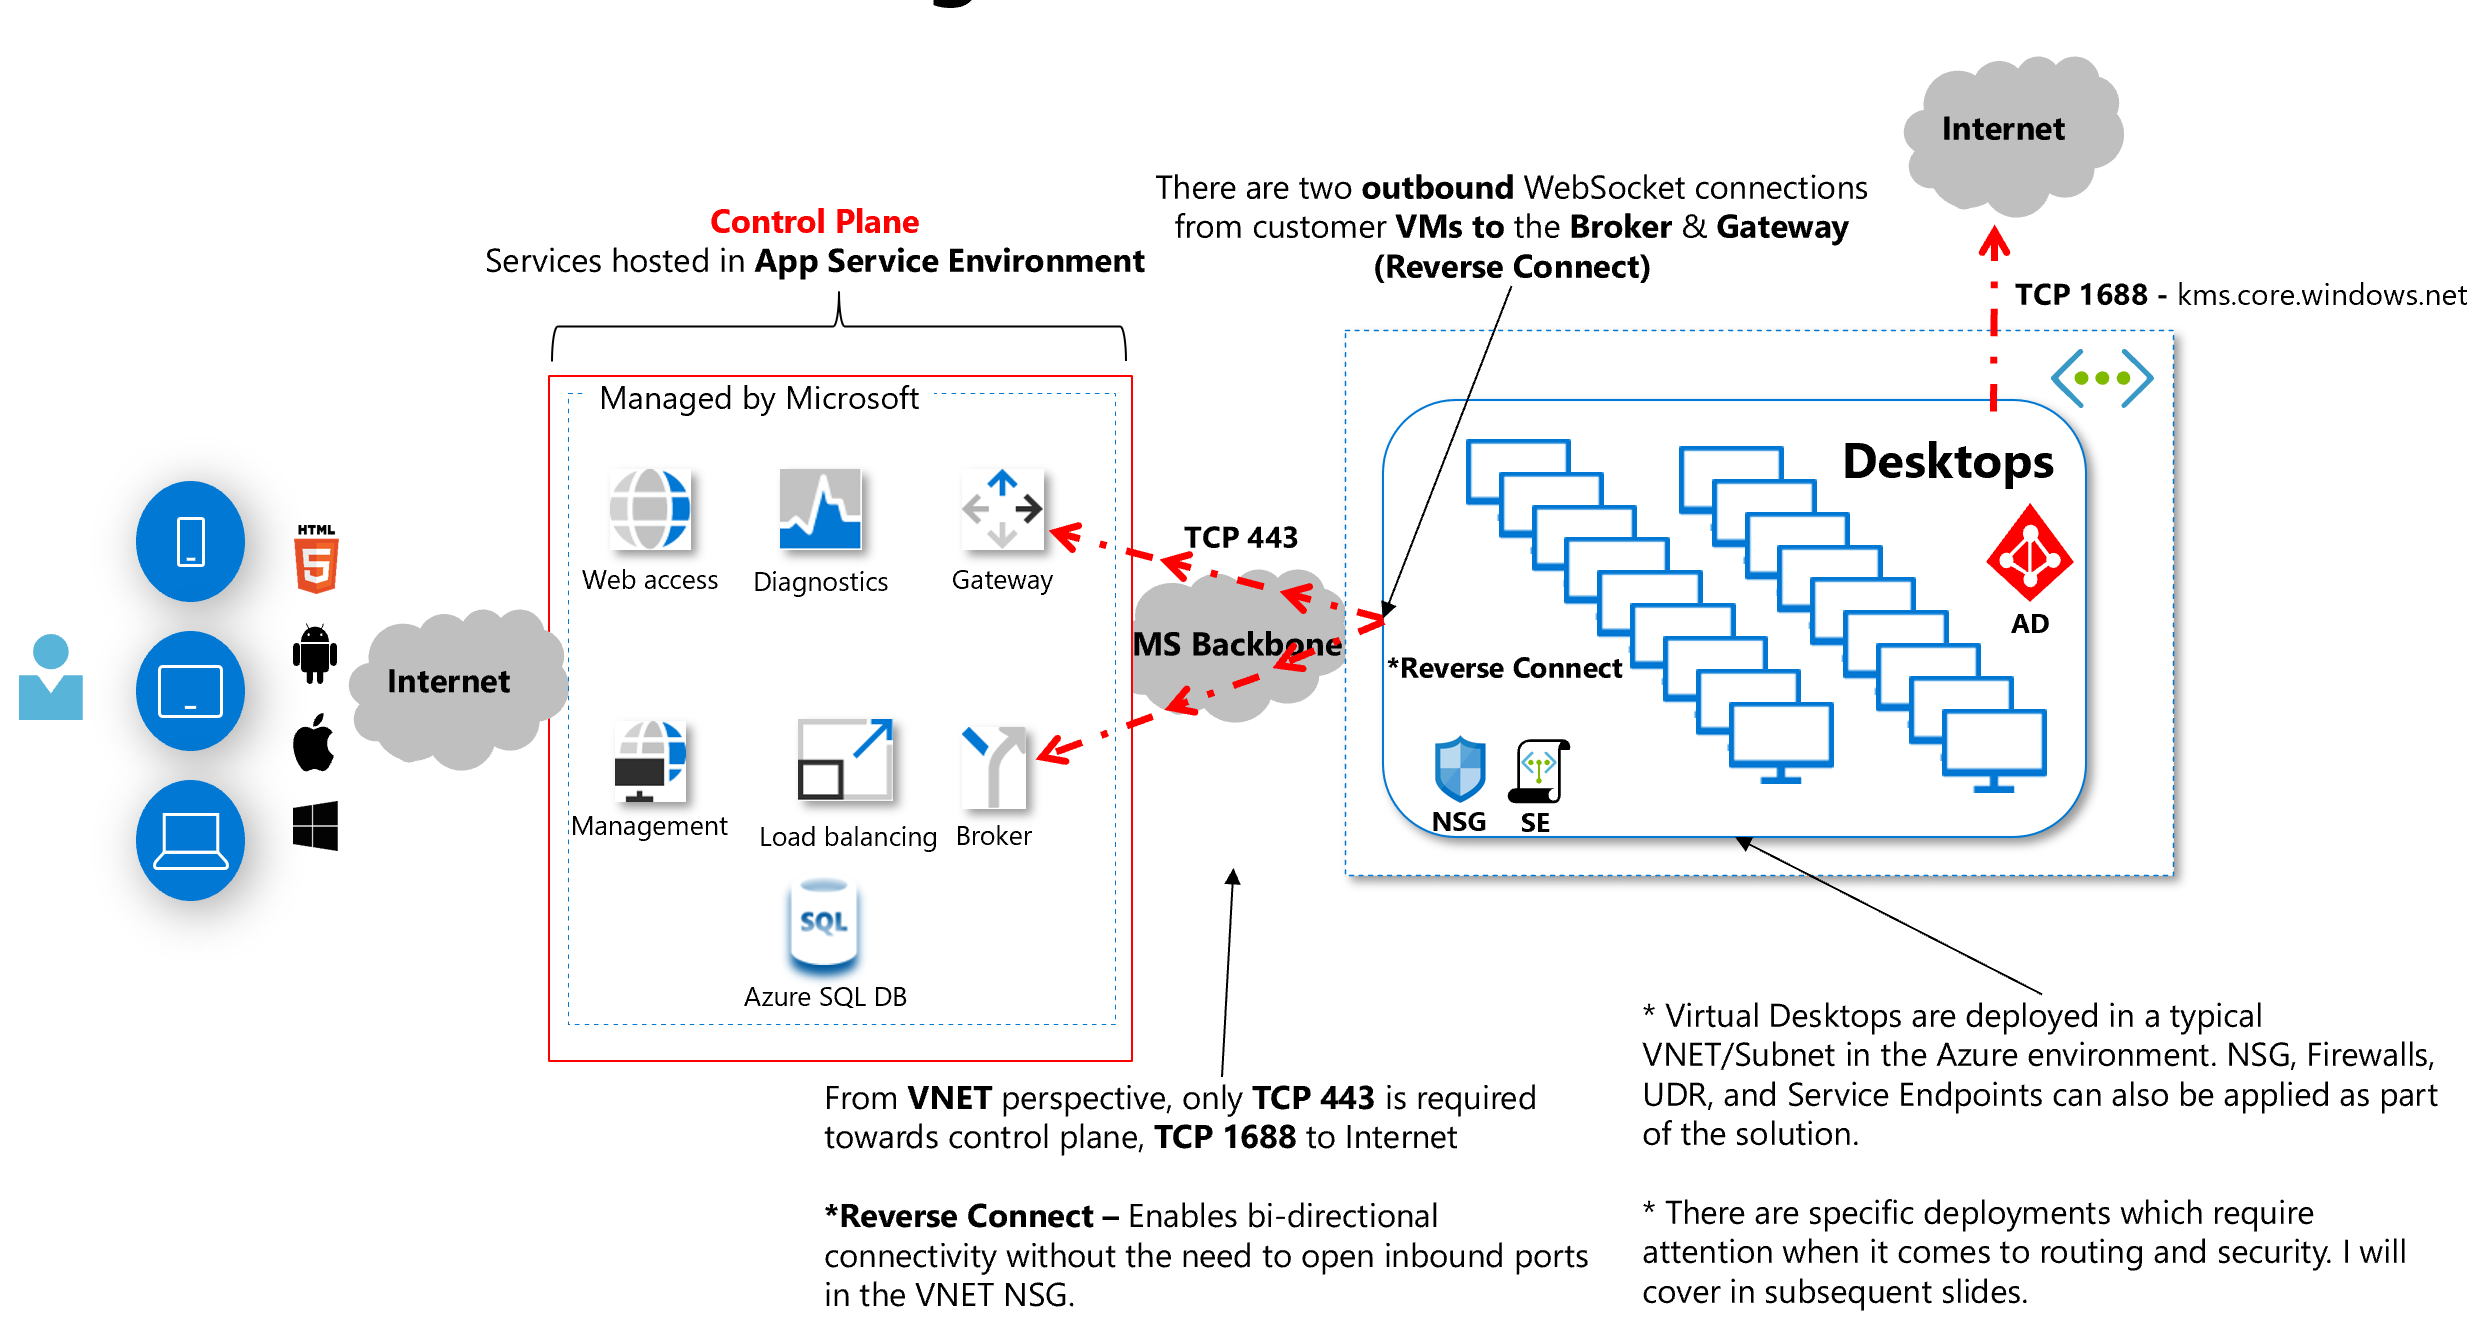 Internet
There are two outbound WebSocket connections
from customer VMs to the Broker & Gateway
(Reverse Connect)
Control Plane
Services hosted in App Service Environment
TCP 1688 - kms.core.windows.net
Managed by Microsoft
Desktops
HTML
5
Web access
Diagnostics
Gateway
TCP 443
AD
MS Backbone
*Reverse Connect
Internet
Management
Load balancing
Broker
NSG
SE
SQL
Azure SQL DB
From VNET perspective, only TCP 443 is required
towards control plane, TCP 1688 to Internet
*Reverse Connect – Enables bi-directional
connectivity without the need to open inbound ports
in the VNET NSG.
* Virtual Desktops are deployed in a typical
VNET/Subnet in the Azure environment. NSG, Firewalls,
UDR, and Service Endpoints can also be applied as part
of the solution.
* There are specific deployments which require
attention when it comes to routing and security. I will
cover in subsequent slides.